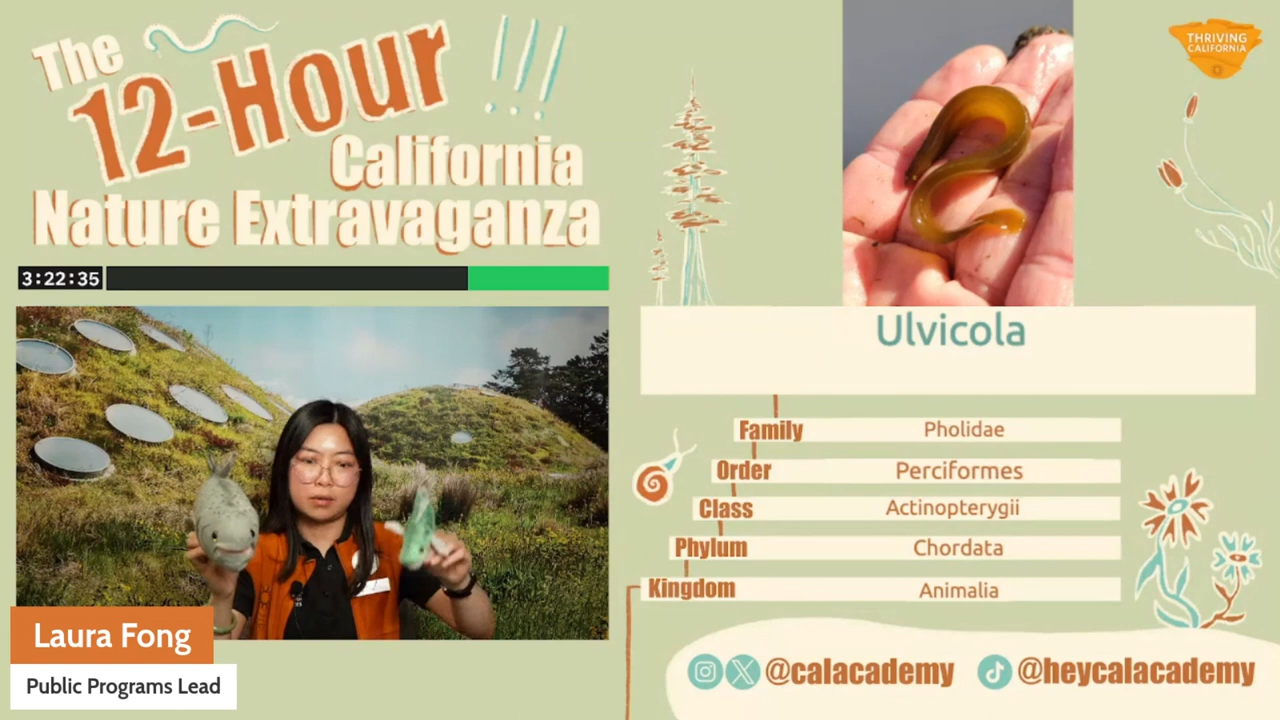 The
12-Hour!!!
California
Nature Extravaganza
3:22:35
Laura Fong
Public Programs Lead
THRIVING
CALIFORNIA
Ulvicola
Family Pholidae
Order Perciformes
Class Actinopterygii
Phylum Chordata
Kingdom Animalia
@calacademy @heycalacademy